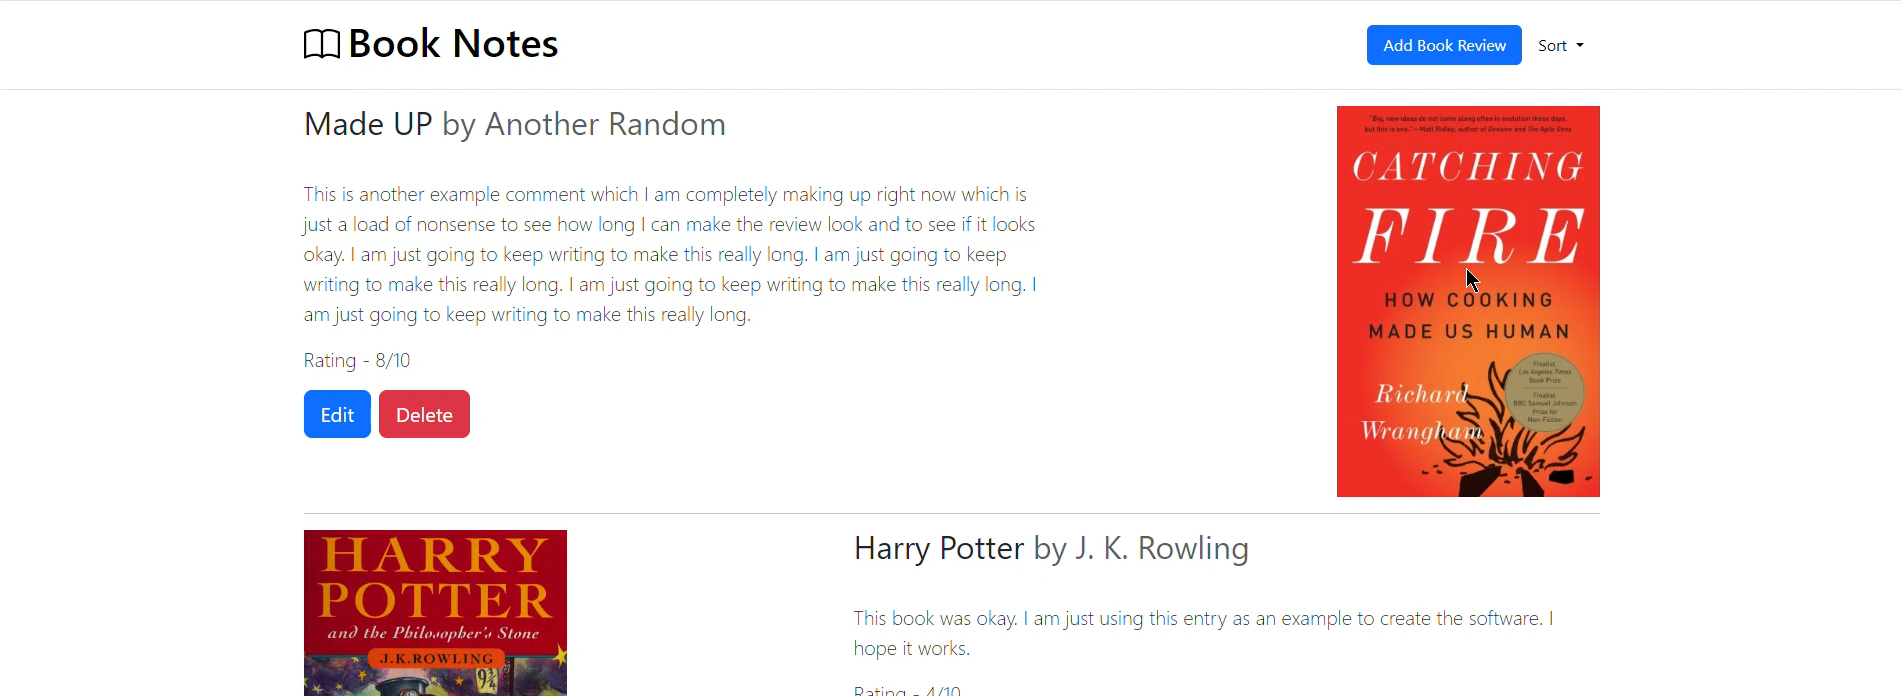 Book Notes
Add Book Review
Sort
Made UP by Another Random
This is another example comment which I am completely making up right now which is
just a load of nonsense to see how long I can make the review look and to see if it looks
okay. I am just going to keep writing to make this really long. I am just going to keep
writing to make this really long. I am just going to keep writing to make this really long. I
am just going to keep writing to make this really long.
Rating - 8/10
Edit
Delete
"Big, new ideas do not come along often in evolution these days,
but this is one." —Matt Ridley, author of Genome and The Agile Gene
CATCHING
FIRE
HOW COOKING
MADE US HUMAN
Finalist,
Los Angeles Times
Book Prize
Finalist,
BBC Samuel Johnson
Prize for
Non-Fiction
Richard
Wrangham
HARRY
POTTER
and the Philosopher's Stone
J.K.ROWLING
9¾
Harry Potter by J. K. Rowling
This book was okay. I am just using this entry as an example to create the software. I
hope it works.
Rating - 4/10